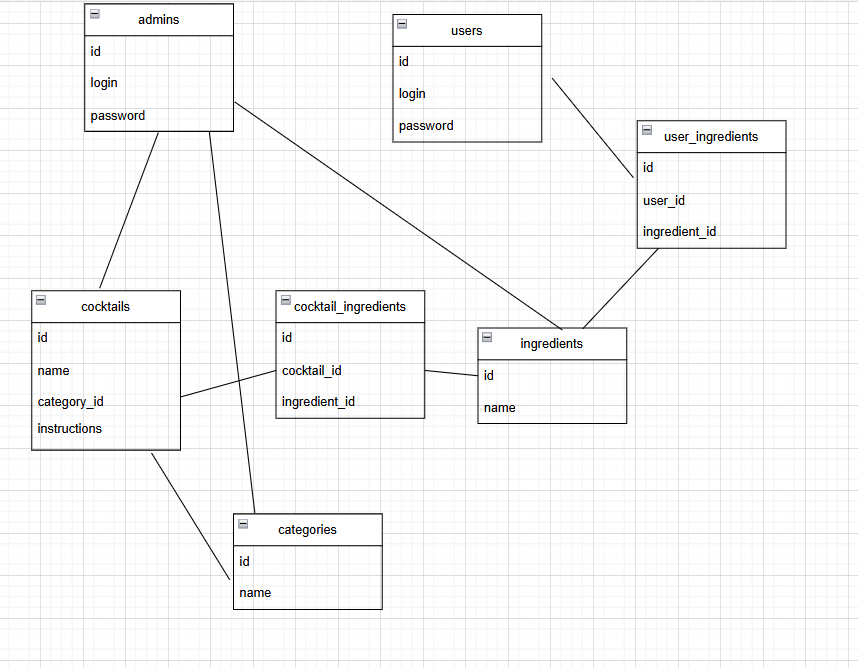 admins
id
login
password
users
id
login
password
user_ingredients
id
user_id
ingredient_id
cocktails
id
name
category_id
instructions
cocktail_ingredients
id
cocktail_id
ingredient_id
ingredients
id
name
categories
id
name